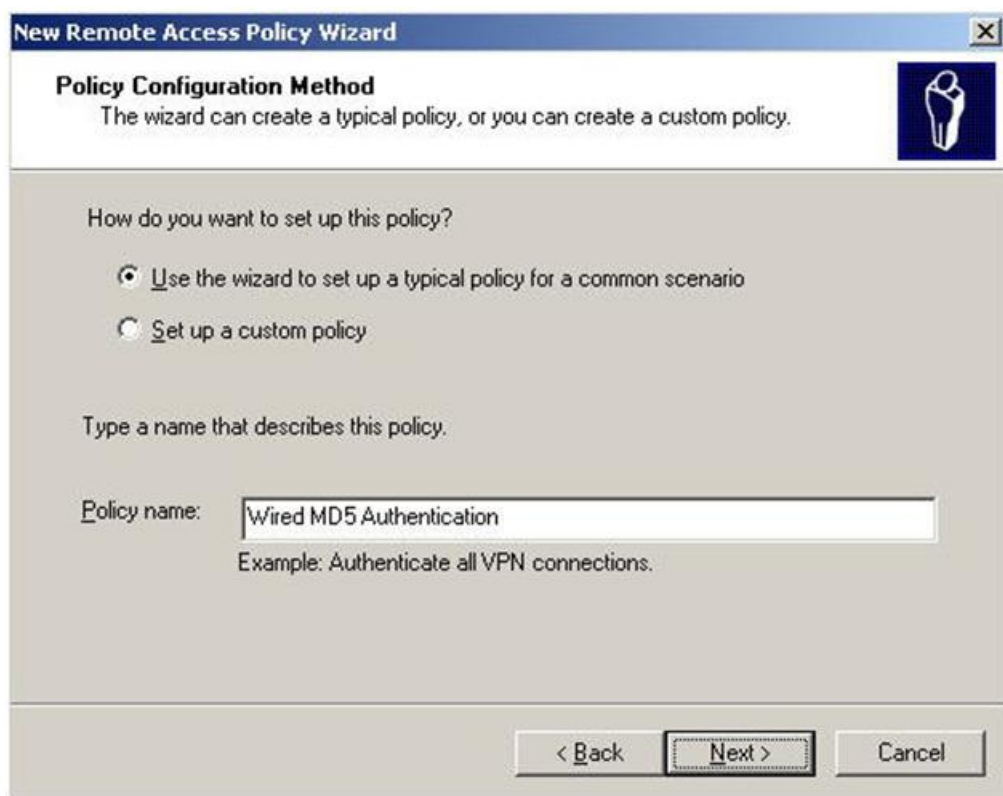 New Remote Access Policy Wizard
Policy Configuration Method
The wizard can create a typical policy, or you can create a custom policy.
How do you want to set up this policy?
Use the wizard to set up a typical policy for a common scenario
Set up a custom policy
Type a name that describes this policy.
Policy name: Wired MD5 Authentication
Example: Authenticate all VPN connections.
< Back Next > Cancel